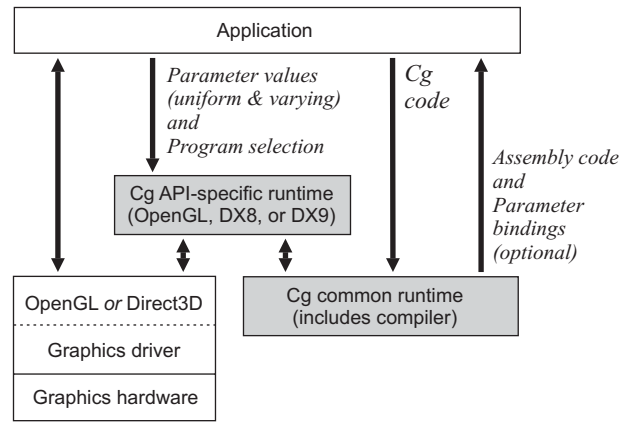 Application
Parameter values
(uniform & varying)
and
Program selection
Cg
code
Assembly code
and
Parameter
bindings
(optional)
Cg API-specific runtime
(OpenGL, DX8, or DX9)
OpenGL or Direct3D
Graphics driver
Graphics hardware
Cg common runtime
(includes compiler)